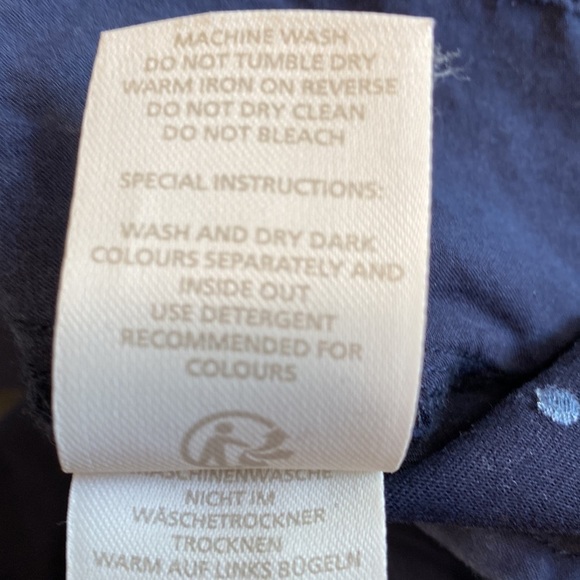 MACHINE WASH
DO NOT TUMBLE DRY
WARM IRON ON REVERSE
DO NOT DRY CLEAN
DO NOT BLEACH
SPECIAL INSTRUCTIONS:
WASH AND DRY DARK
COLOURS SEPARATELY AND
INSIDE OUT
USE DETERGENT
RECOMMENDED FOR
COLOURS
MASCHINENWÄSCHE
NICHT IM
WÄSCHETROCKNER
TROCKNEN
WARM AUF LINKS BÜGELN